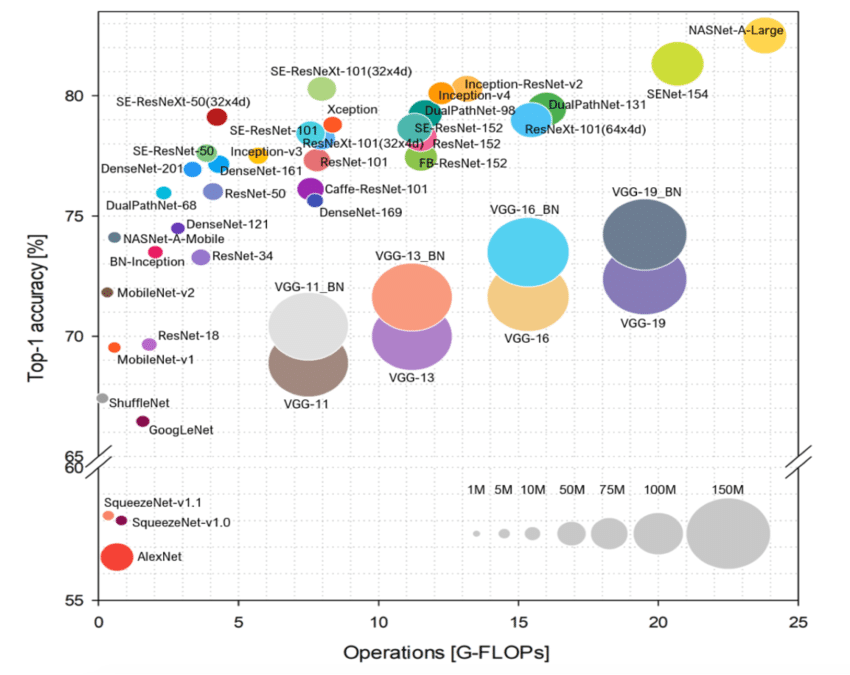 NASNet-A-Large
SE-ResNeXt-101(32x4d)
Inception-ResNet-v2
80
Inception-v4
SENet-154
SE-ResNeXt-50(32x4d)
Xception
DualPathNet-98
DualPathNet-131
SE-ResNet-101
SE-ResNet-152
ResNeXt-101(64x4d)
ResNeXt-101(32x4d)
ResNet-152
SE-ResNet-50
Inception-v3
DenseNet-201
DenseNet-161
ResNet-101
FB-ResNet-152
ResNet-50
Caffe-ResNet-101
DualPathNet-68
DenseNet-169
VGG-19_BN
VGG-16_BN
75
DenseNet-121
NASNet-A-Mobile
BN-Inception
ResNet-34
VGG-13_BN
VGG-11_BN
MobileNet-v2
VGG-19
70
ResNet-18
VGG-16
MobileNet-v1
VGG-13
ShuffleNet
VGG-11
GoogLeNet
65
60
1M 5M 10M 50M 75M 100M 150M
SqueezeNet-v1.1
SqueezeNet-v1.0
AlexNet
55
0 5 10 15 20 25
Operations [G-FLOPs]
Top-1 accuracy [%]